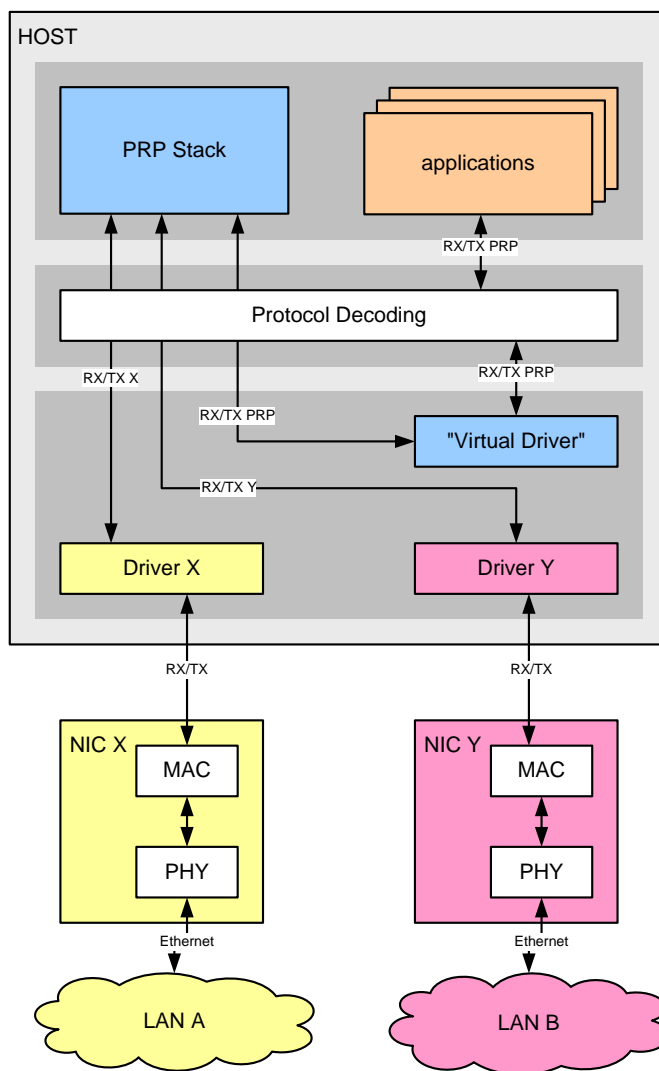 HOST
PRP Stack
applications
RX/TX PRP
Protocol Decoding
RX/TX X
RX/TX PRP
RX/TX PRP
"Virtual Driver"
RX/TX Y
Driver X
Driver Y
RX/TX
RX/TX
NIC X
NIC Y
MAC
MAC
PHY
PHY
Ethernet
Ethernet
LAN A
LAN B